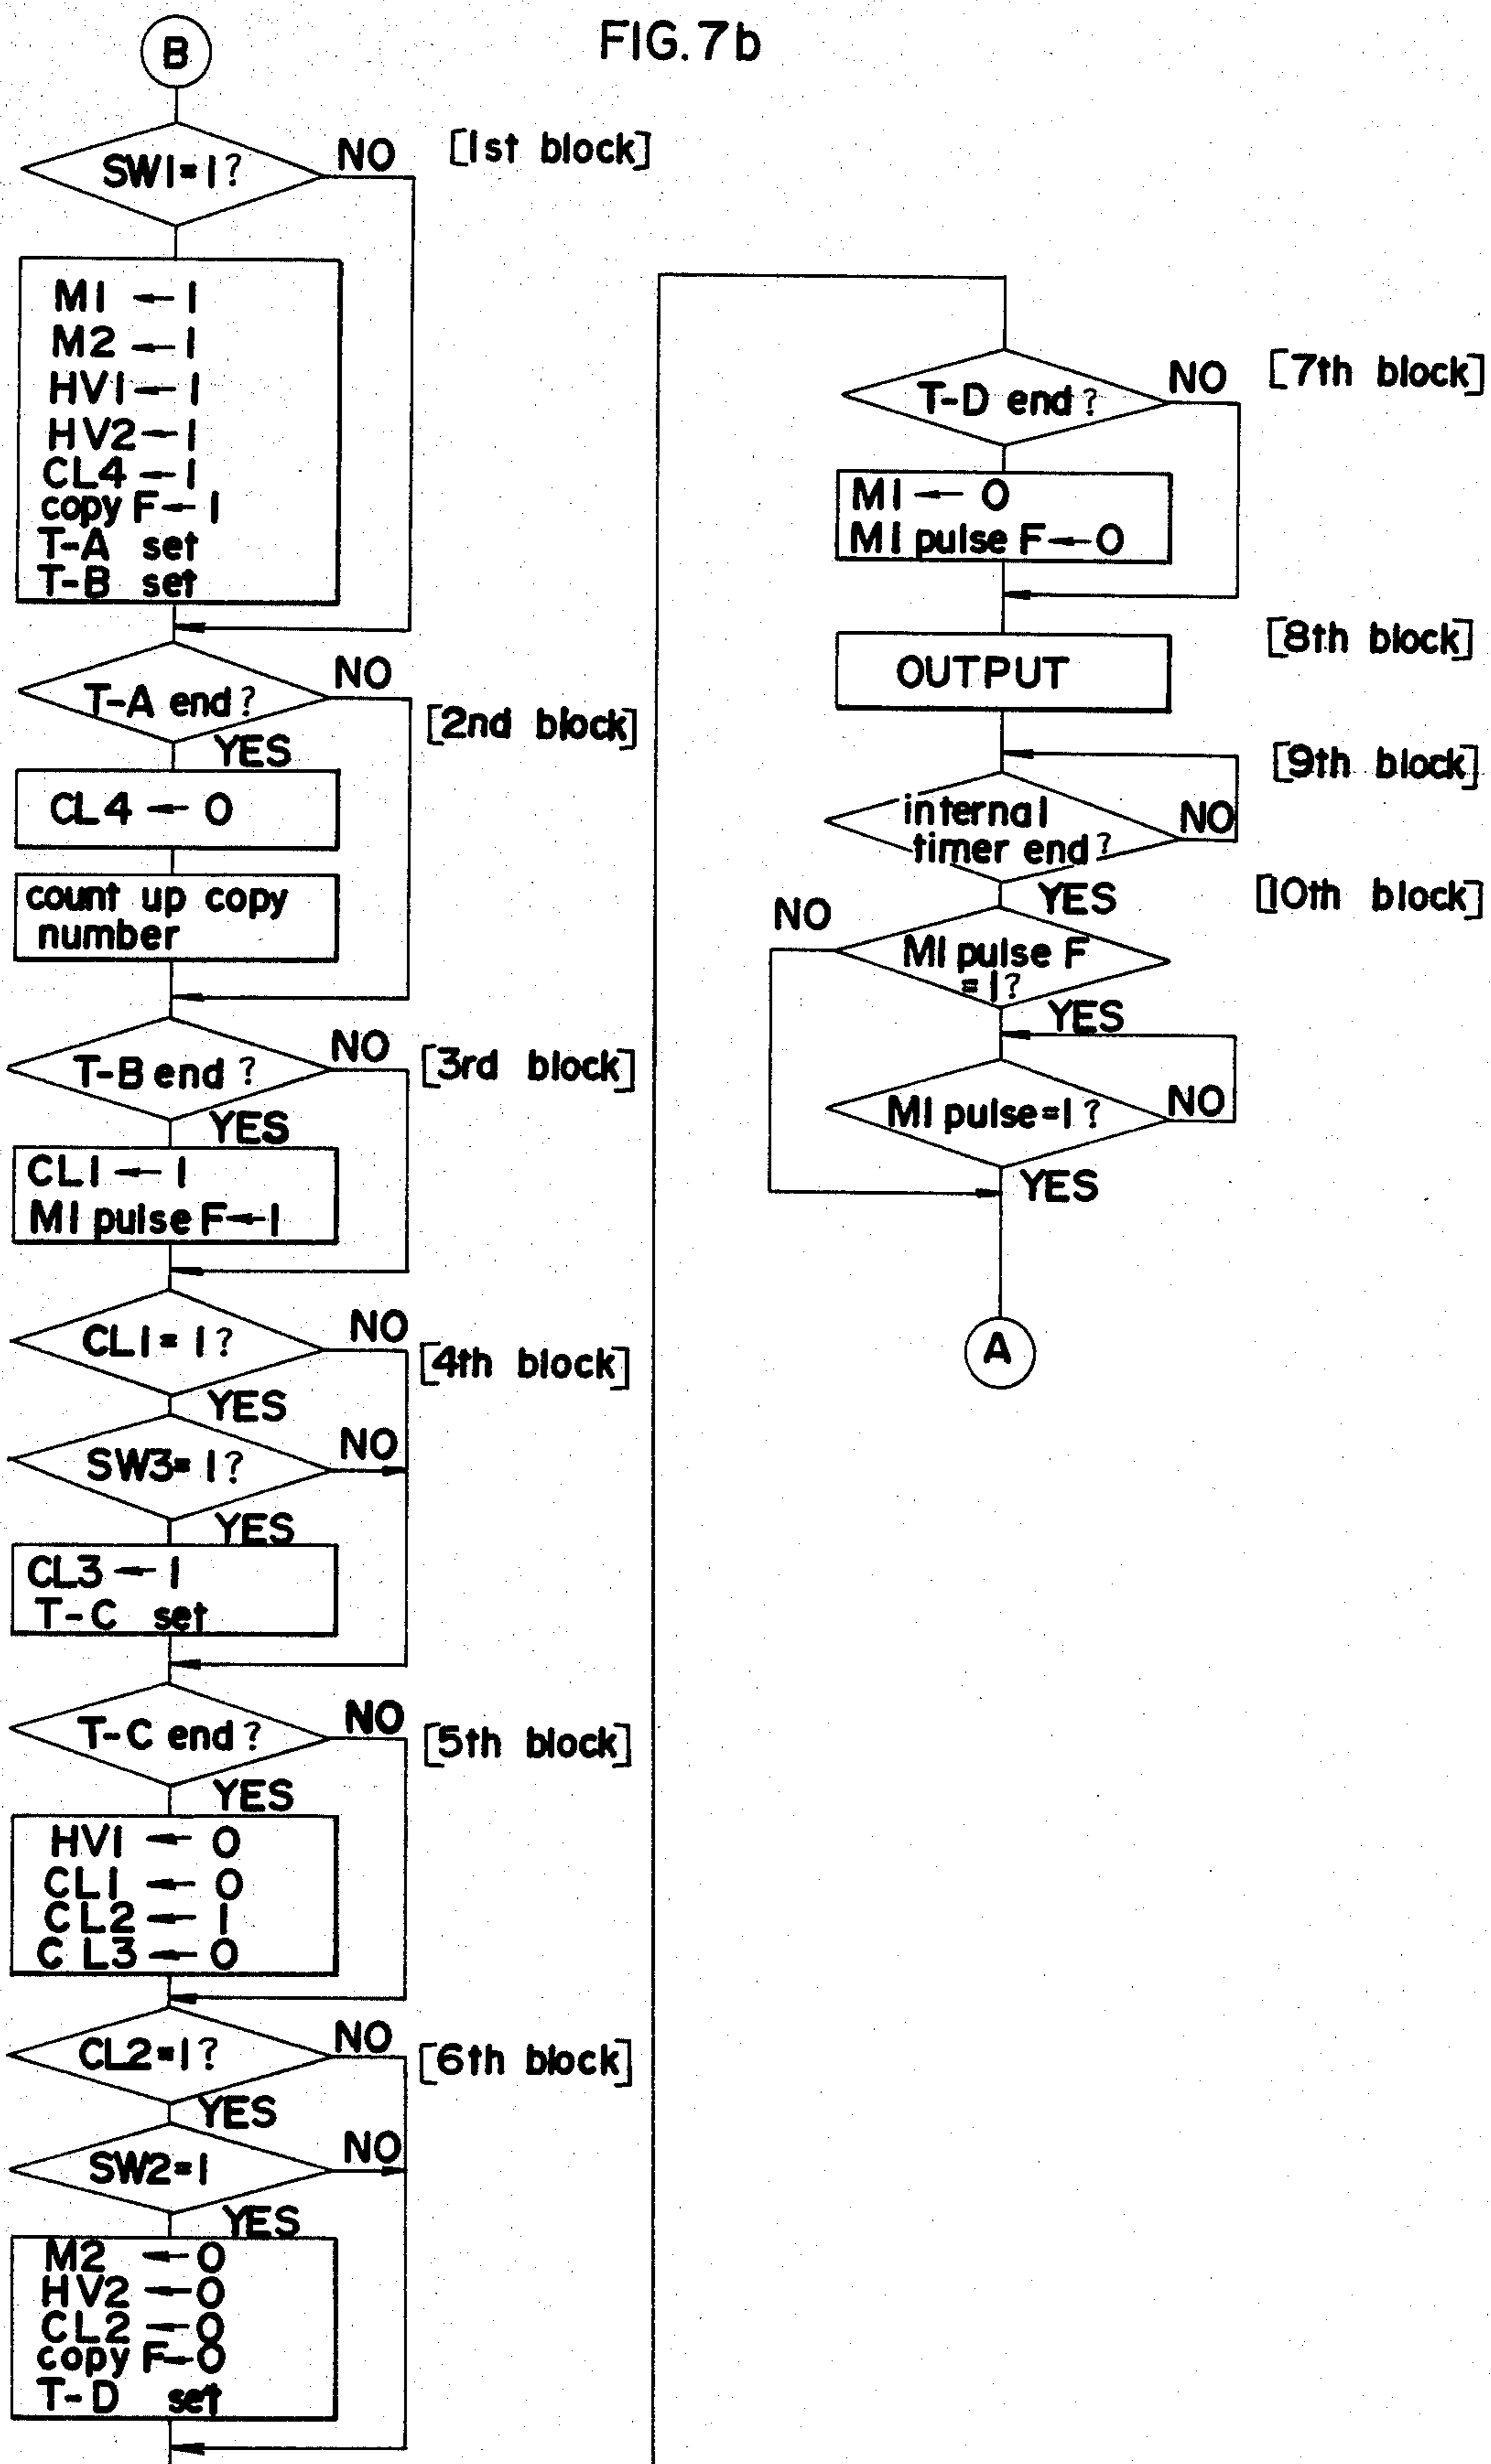 FIG. 7b
B
SW1=1?
NO
[1st block]
M1 ← 1
M2 ← 1
HV1 ← 1
HV2 ← 1
CL4 ← 1
copy F ← 1
T-A set
T-B set
T-A end?
NO
[2nd block]
YES
CL4 ← 0
count up copy
number
T-B end?
NO
[3rd block]
YES
CL1 ← 1
M1 pulse F ← 1
CL1=1?
NO
[4th block]
YES
SW3=1?
NO
YES
CL3 ← 1
T-C set
T-C end?
NO
[5th block]
YES
HV1 ← 0
CL1 ← 0
CL2 ← 1
CL3 ← 0
CL2=1?
NO
[6th block]
YES
SW2=1
NO
YES
M2 ← 0
HV2 ← 0
CL2 ← 0
copy F ← 0
T-D set
T-D end?
NO
[7th block]
M1 ← 0
M1 pulse F ← 0
OUTPUT
[8th block]
[9th block]
internal
timer end?
NO
YES
[10th block]
NO
M1 pulse F
=1?
YES
M1 pulse=1?
NO
YES
A